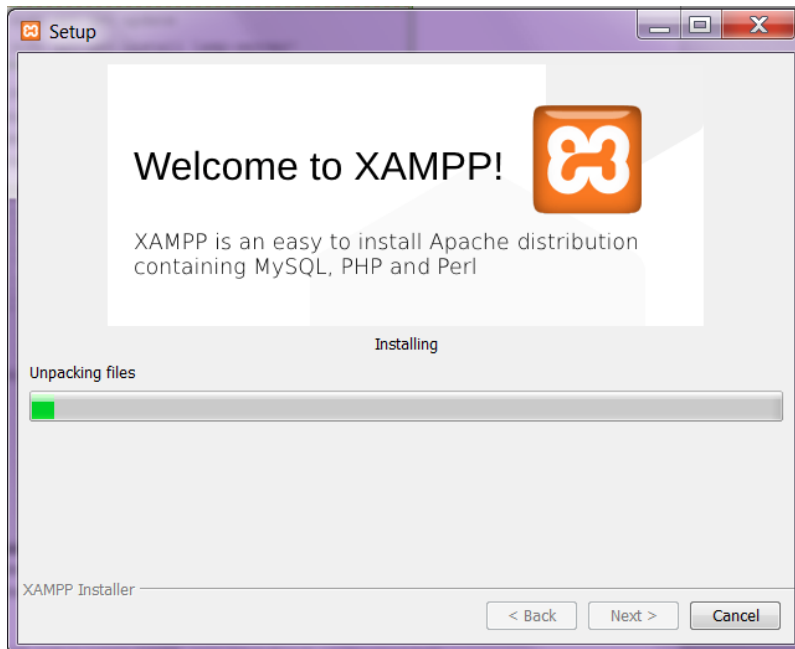 Setup
Welcome to XAMPP!
XAMPP is an easy to install Apache distribution
containing MySQL, PHP and Perl
Installing
Unpacking files
XAMPP Installer
< Back
Next >
Cancel